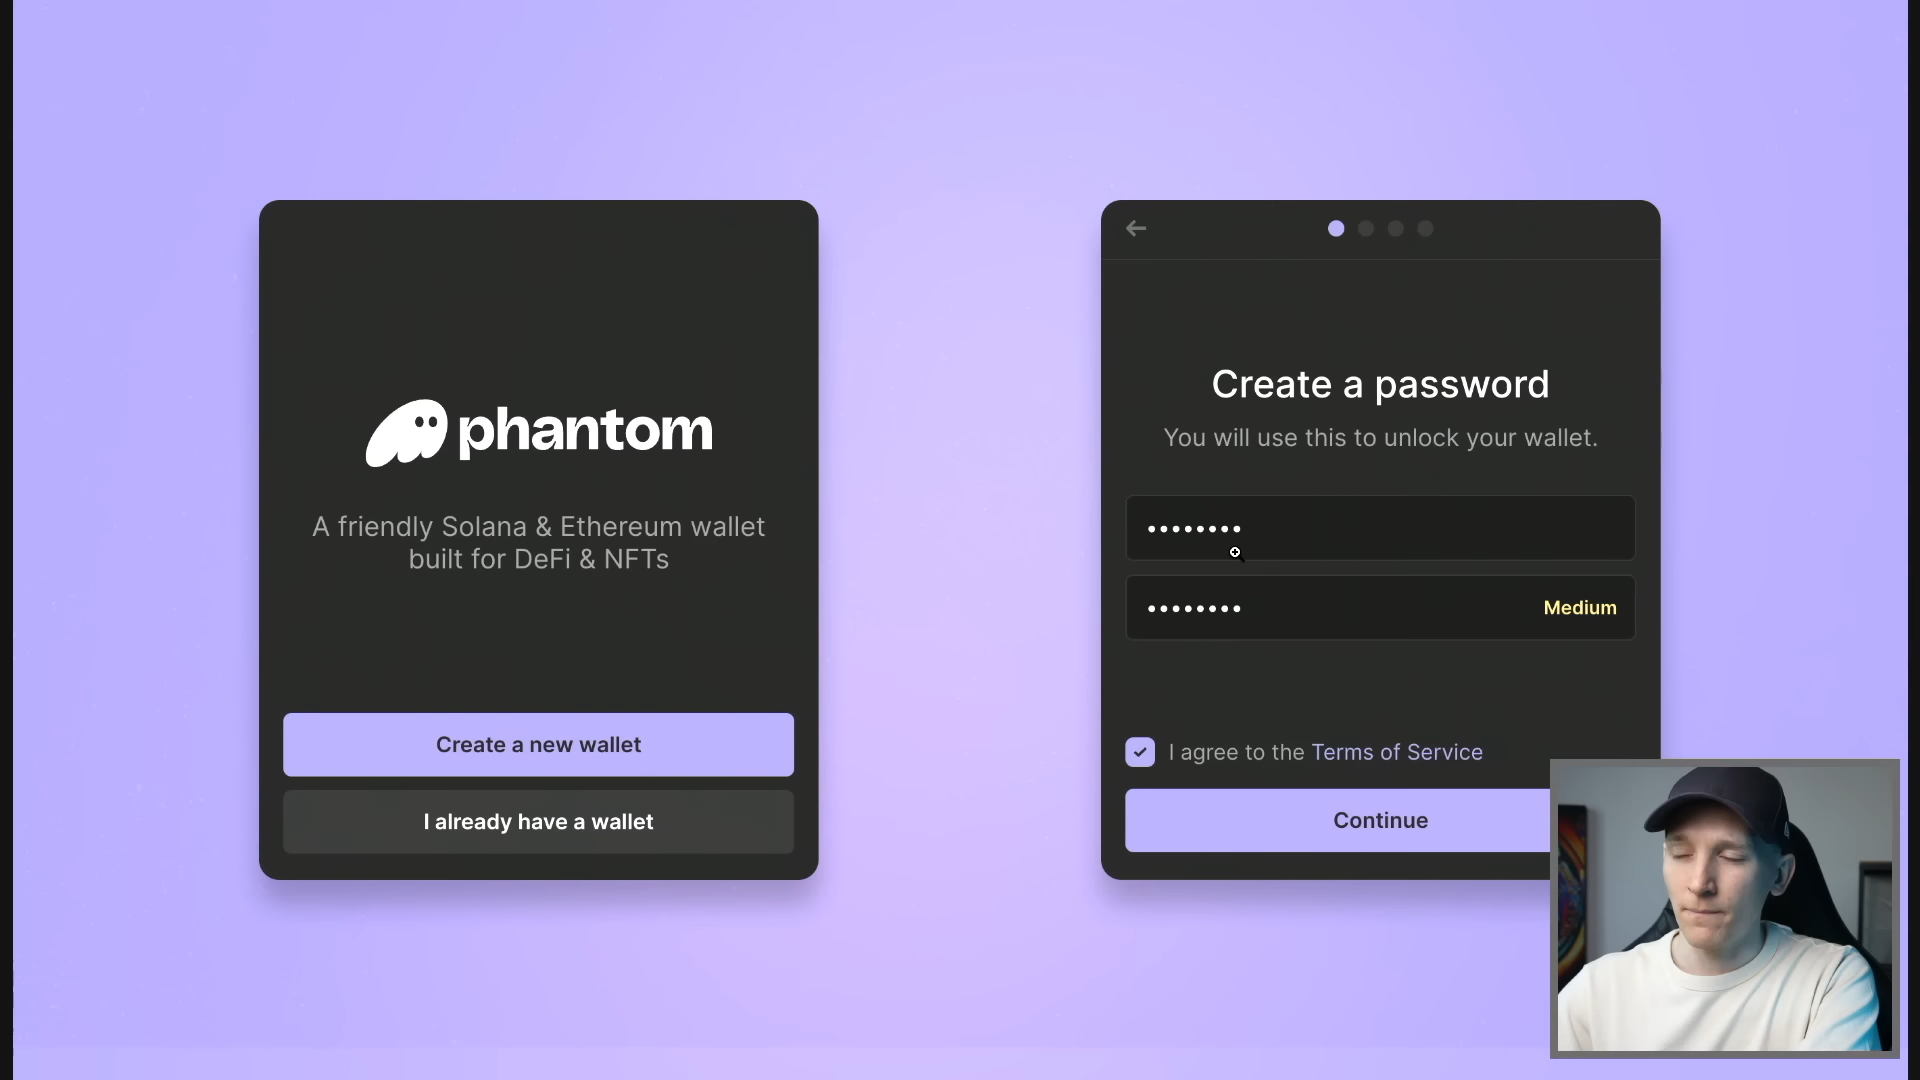 phantom
A friendly Solana & Ethereum wallet
built for DeFi & NFTs
Create a new wallet
I already have a wallet
Create a password
You will use this to unlock your wallet.
••••••••
•••••••• Medium
I agree to the Terms of Service
Continue